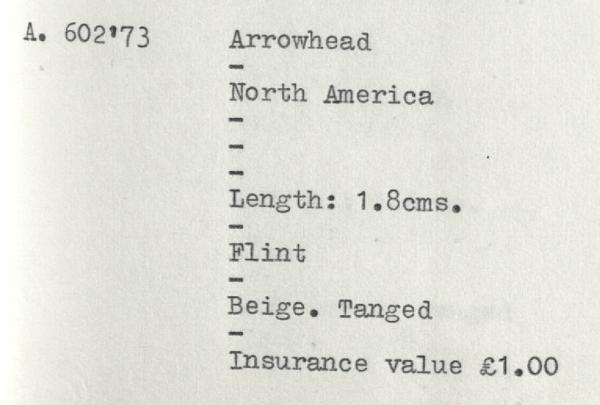 A. 602'73 Arrowhead
-
North America
-
-
-
Length: 1.8cms.
-
Flint
-
Beige. Tanged
-
Insurance value £1.00